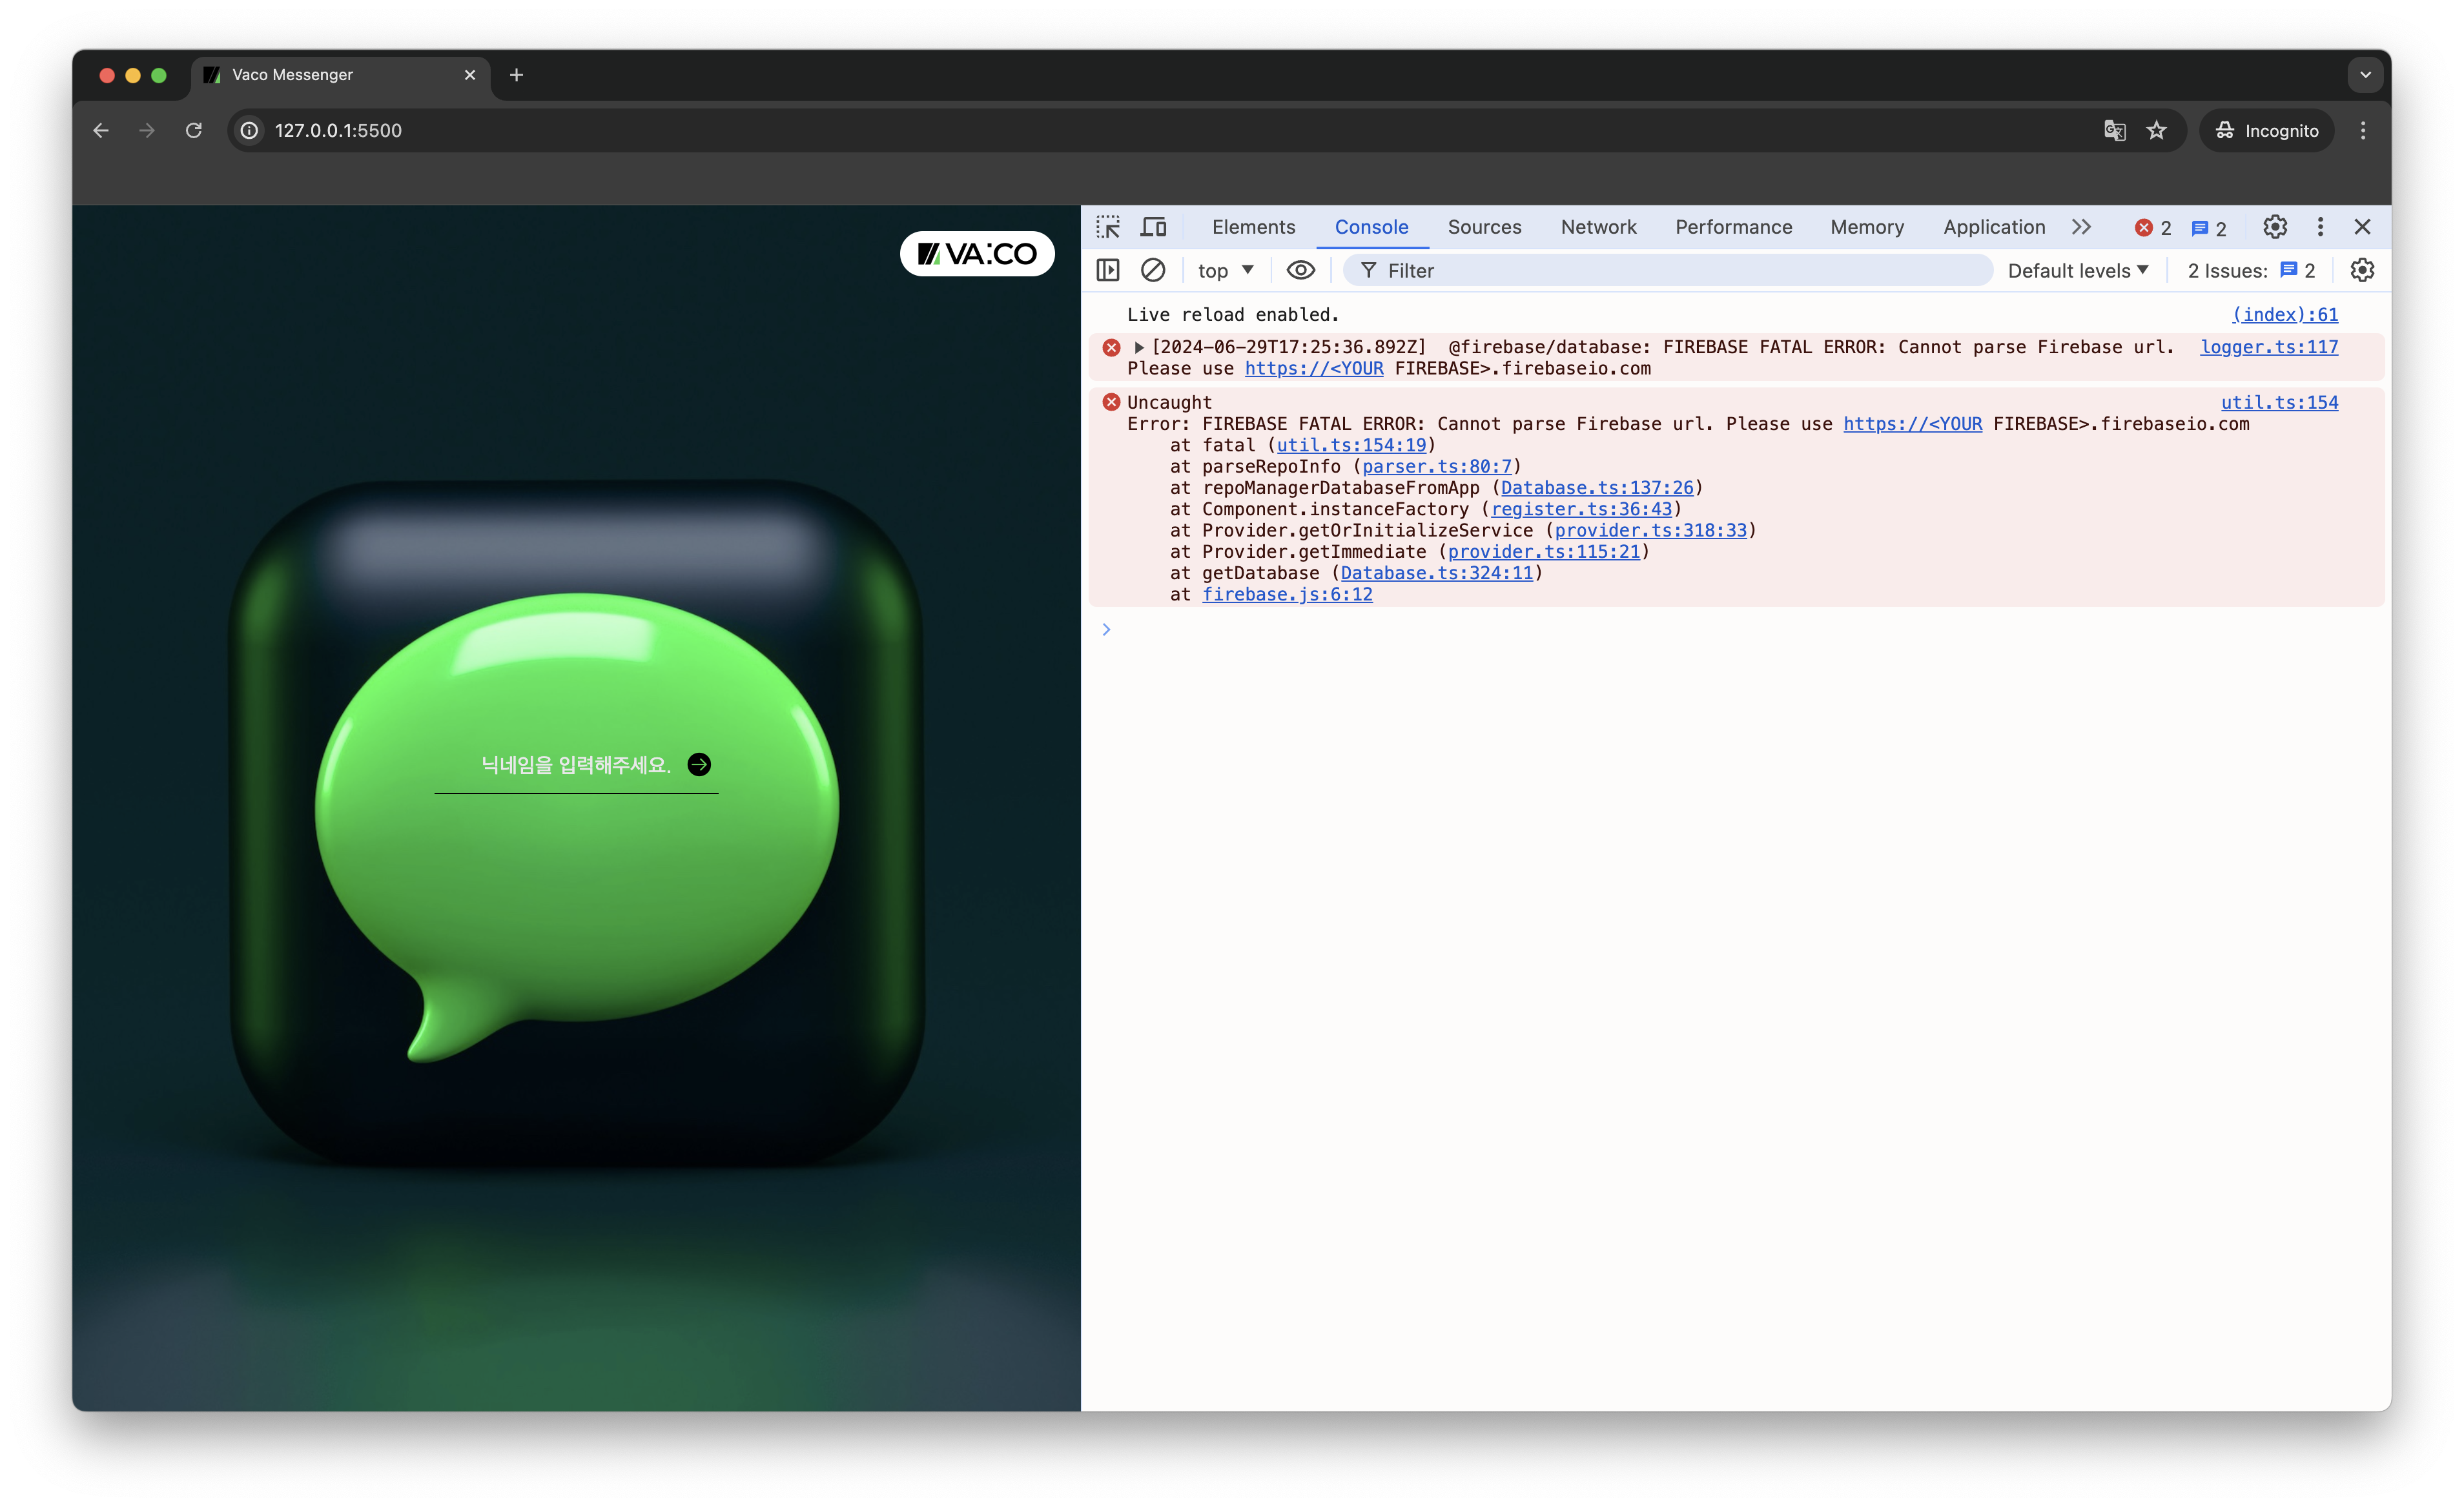 Vaco Messenger
127.0.0.1:5500
Incognito
VA:CO
닉네임을 입력해주세요.
Elements Console Sources Network Performance Memory Application 2 2
top Filter Default levels 2 Issues: 2
Live reload enabled. (index):61
[2024-06-29T17:25:36.892Z] @firebase/database: FIREBASE FATAL ERROR: Cannot parse Firebase url. logger.ts:117
Please use https://<YOUR FIREBASE>.firebaseio.com
Uncaught util.ts:154
Error: FIREBASE FATAL ERROR: Cannot parse Firebase url. Please use https://<YOUR FIREBASE>.firebaseio.com
at fatal (util.ts:154:19)
at parseRepoInfo (parser.ts:80:7)
at repoManagerDatabaseFromApp (Database.ts:137:26)
at Component.instanceFactory (register.ts:36:43)
at Provider.getOrInitializeService (provider.ts:318:33)
at Provider.getImmediate (provider.ts:115:21)
at getDatabase (Database.ts:324:11)
at firebase.js:6:12